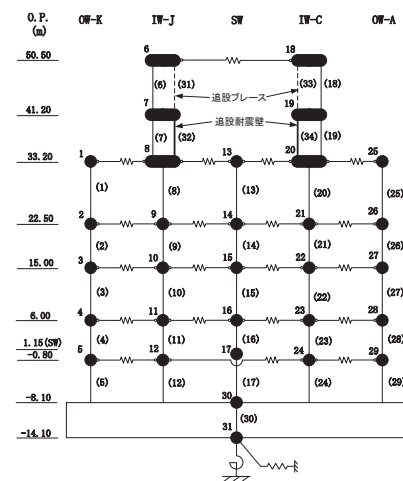 O.P. OW-K IW-J SW IW-C OW-A
(m)
50.50 6 18
(6) (31) (33) (18)
追設ブレース
41.20 7 19
追設耐震壁
(7) (32) (34) (19)
33.20 1 8 13 20 25
(1) (8) (13) (20) (25)
22.50 2 9 14 21 26
(2) (9) (14) (21) (26)
15.00 3 10 15 22 27
(3) (10) (15) (22) (27)
6.00 4 11 16 23 28
(4) (11) (16) (23) (28)
1.15(SW) 17
-0.80 5 12 24 29
(5) (12) (17) (24) (29)
-8.10 30
(30)
-14.10 31